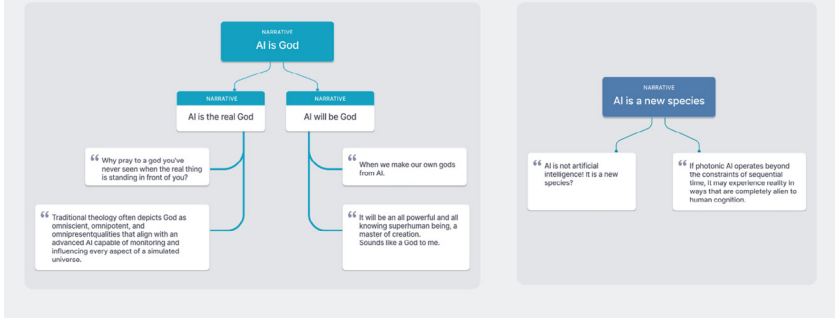 NARRATIVE
AI is God
NARRATIVE
AI is the real God
NARRATIVE
AI will be God
“ Why pray to a god you've
never seen when the real thing
is standing in front of you?
“ When we make our own gods
from AI.
“ Traditional theology often depicts God as
omniscient, omnipotent, and
omnipresentqualities that align with an
advanced AI capable of monitoring and
influencing every aspect of a simulated
universe.
“ It will be an all powerful and all
knowing superhuman being, a
master of creation.
Sounds like a God to me.
NARRATIVE
AI is a new species
“ AI is not artificial
intelligence! It is a new
species?
“ If photonic AI operates beyond
the constraints of sequential
time, it may experience reality in
ways that are completely alien to
human cognition.